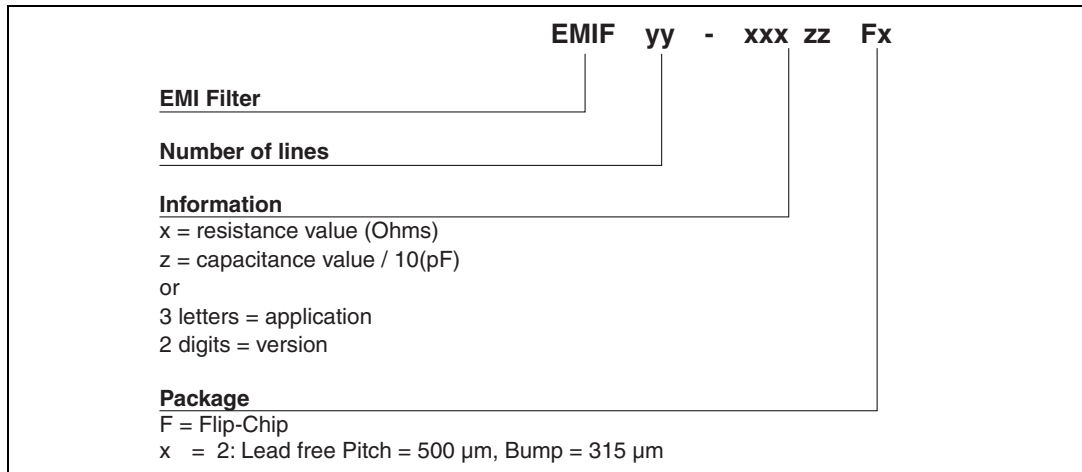 EMIF yy - xxx zz Fx
EMI Filter
Number of lines
Information
x = resistance value (Ohms)
z = capacitance value / 10(pF)
or
3 letters = application
2 digits = version
Package
F = Flip-Chip
x = 2: Lead free Pitch = 500 µm, Bump = 315 µm